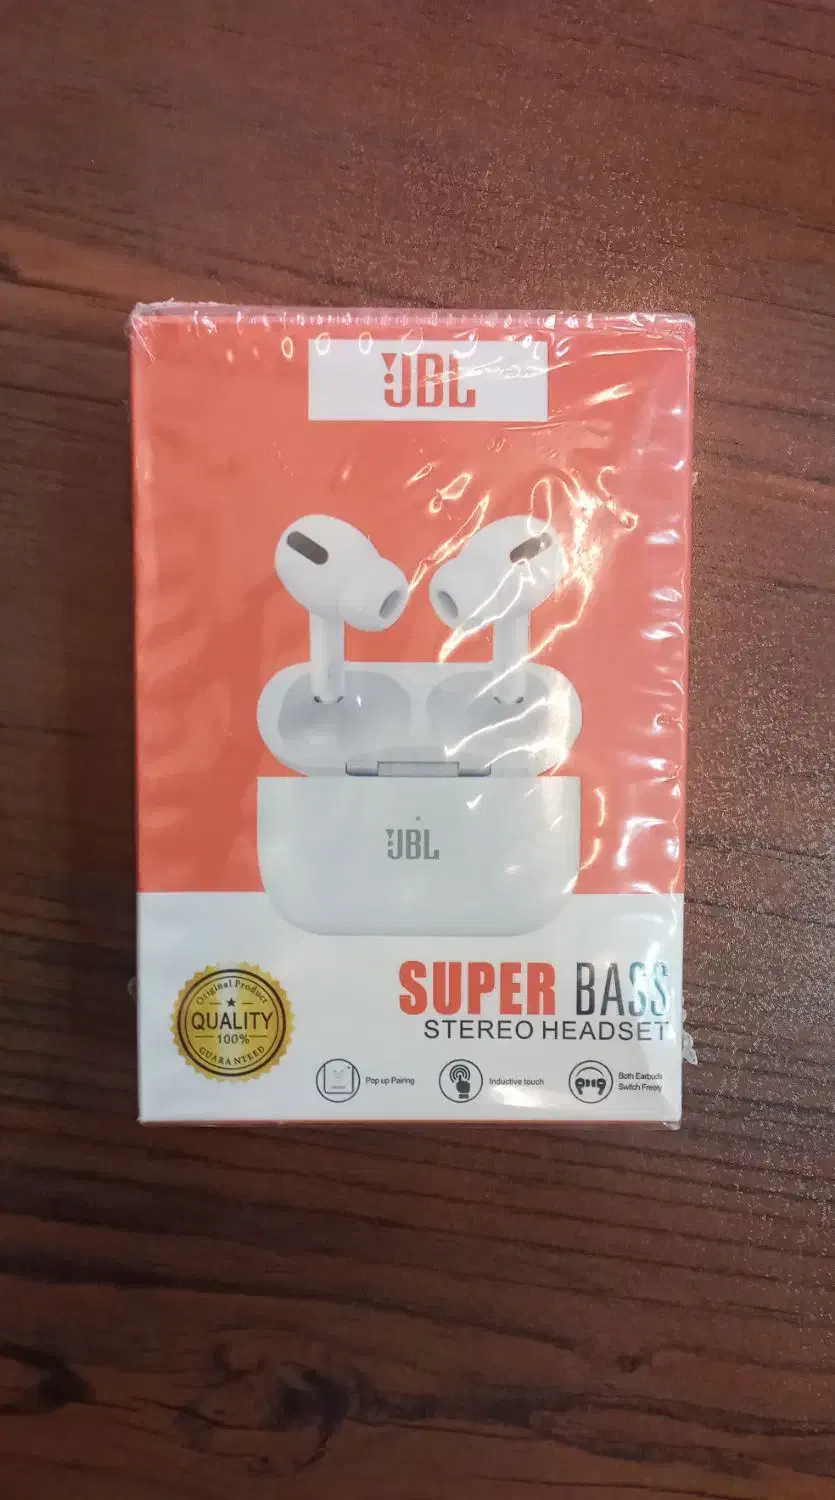 JBL
JBL
SUPER BASS
STEREO HEADSET
Original Product
QUALITY
100%
GUARANTEED
Pop up Pairing
Inductive touch
Both Earbuds
Switch Freely